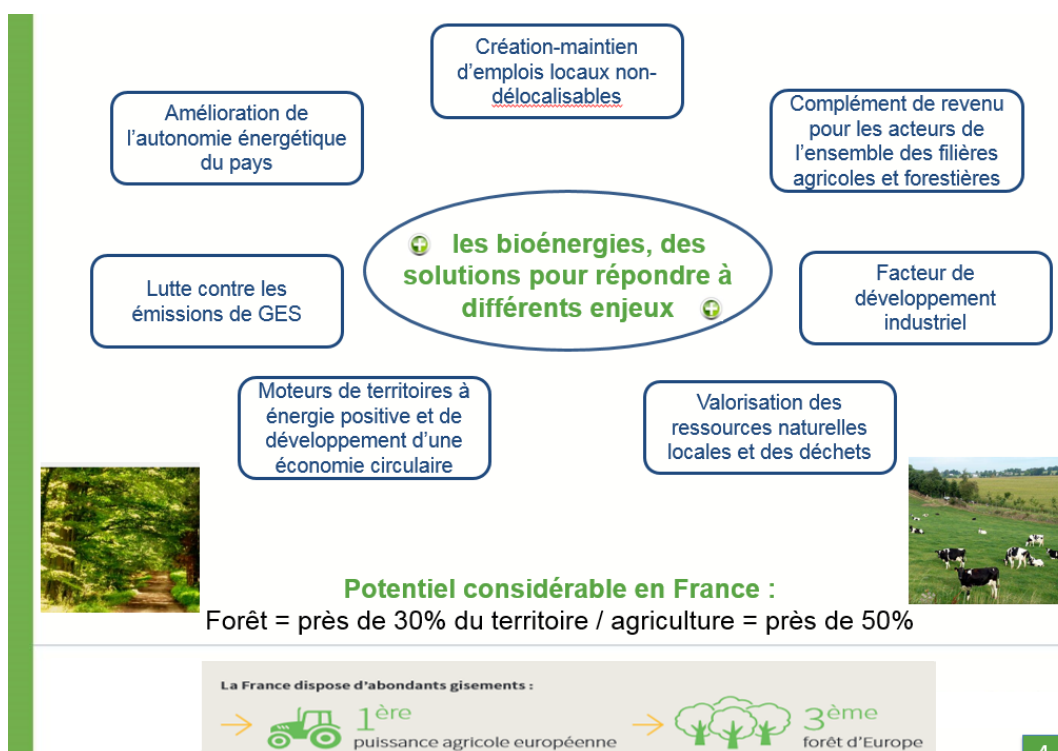 Création-maintien
d'emplois locaux non-
délocalisables
Amélioration de
l'autonomie énergétique
du pays
Complément de revenu
pour les acteurs de
l'ensemble des filières
agricoles et forestières
les bioénergies, des
solutions pour répondre à
différents enjeux
Lutte contre les
émissions de GES
Facteur de
développement
industriel
Moteurs de territoires à
énergie positive et de
développement d'une
économie circulaire
Valorisation des
ressources naturelles
locales et des déchets
Potentiel considérable en France :
Forêt = près de 30% du territoire / agriculture = près de 50%
La France dispose d'abondants gisements :
1ère
puissance agricole européenne
3ème
forêt d'Europe
4